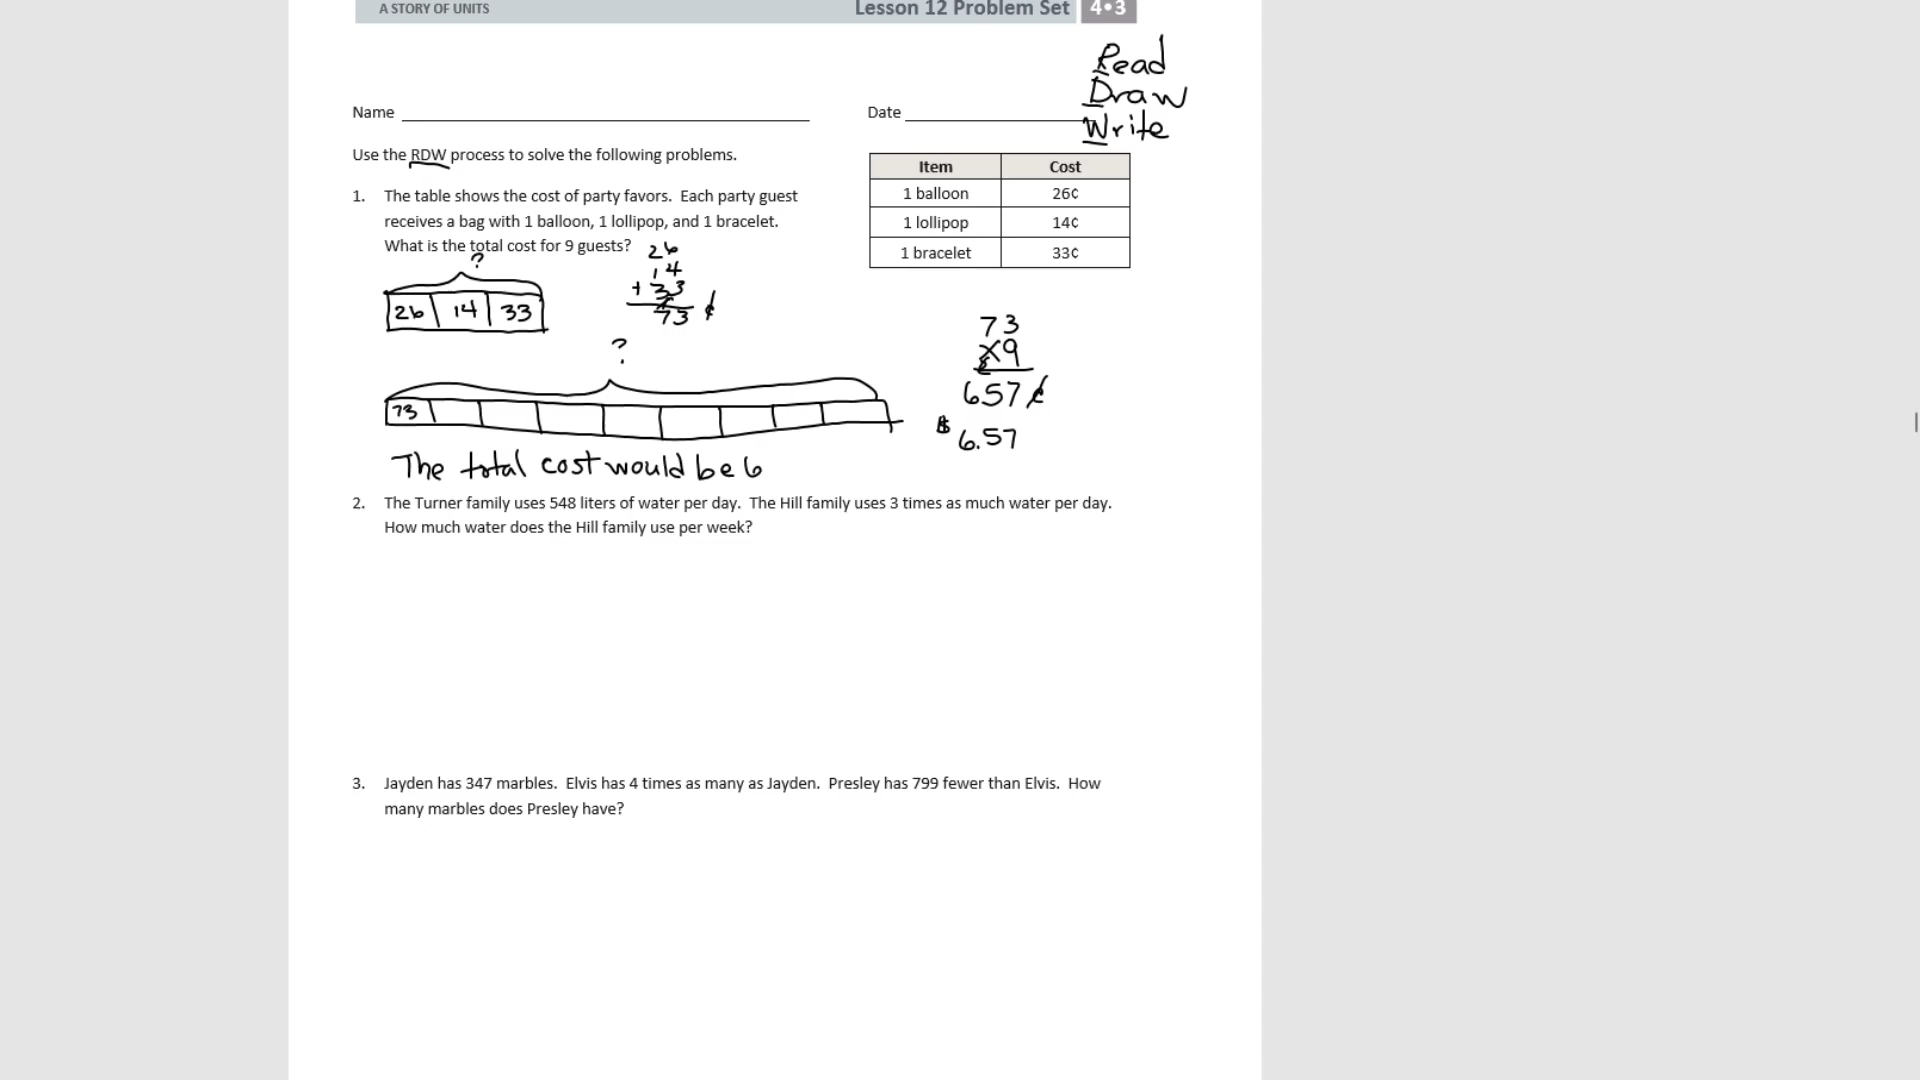 A STORY OF UNITS Lesson 12 Problem Set 4•3
Read
Draw
Write
Name Date
Use the RDW process to solve the following problems.
Item Cost
1 balloon 26¢
1 lollipop 14¢
1 bracelet 33¢
1. The table shows the cost of party favors. Each party guest
receives a bag with 1 balloon, 1 lollipop, and 1 bracelet.
What is the total cost for 9 guests?
?
26 14 33
26
14
+ 33
73 ¢
?
73
73
x9
657¢
$6.57
The total cost would be 6
2. The Turner family uses 548 liters of water per day. The Hill family uses 3 times as much water per day.
How much water does the Hill family use per week?
3. Jayden has 347 marbles. Elvis has 4 times as many as Jayden. Presley has 799 fewer than Elvis. How
many marbles does Presley have?